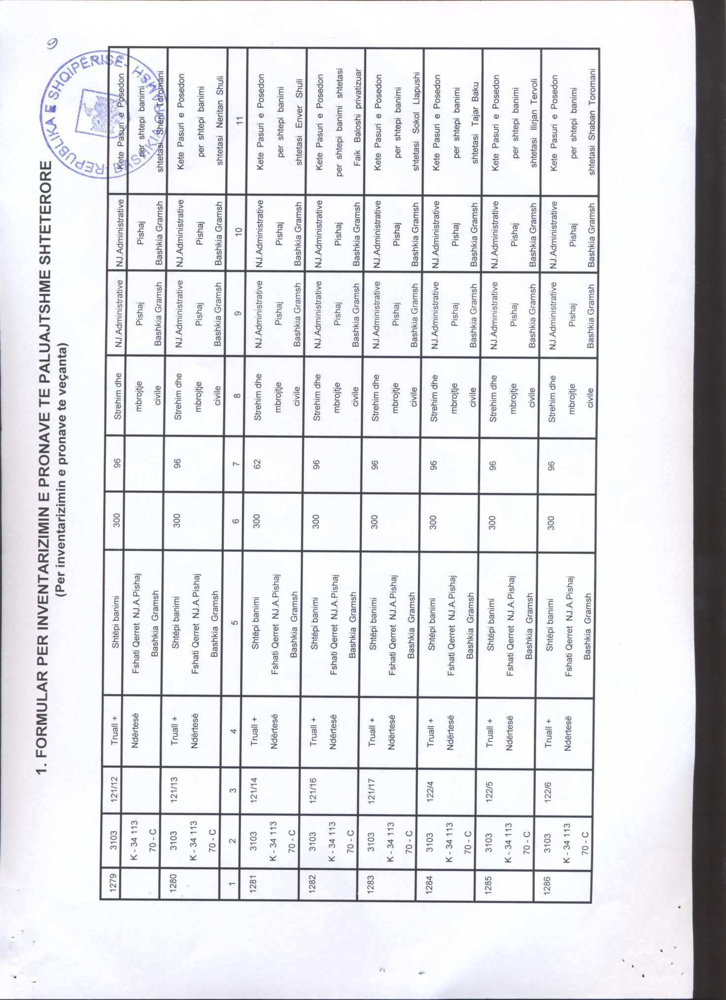 9
REPUBLIKA E SHQIPËRISË - BASHKIA GRAMSH
1. FORMULAR PER INVENTARIZIMIN E PRONAVE TE PALUAJTSHME SHTETERORE
(Per inventarizimin e pronave te veçanta)
1279 3103 121/12 Truall + Shtëpi banimi 300 96 Strehim dhe NJ.Administrative NJ.Administrative Kete Pasuri e Posedon
K - 34 113 Ndërtesë Fshati Qerret NJ.A.Pishaj mbrojtje Pishaj Pishaj per shtepi banimi
70 - C Bashkia Gramsh civile Bashkia Gramsh Bashkia Gramsh shtetasi Sherif Toromani
1280 3103 121/13 Truall + Shtëpi banimi 300 96 Strehim dhe NJ.Administrative NJ.Administrative Kete Pasuri e Posedon
K - 34 113 Ndërtesë Fshati Qerret NJ.A.Pishaj mbrojtje Pishaj Pishaj per shtepi banimi
70 - C Bashkia Gramsh civile Bashkia Gramsh Bashkia Gramsh shtetasi Neritan Shuli
1 2 3 4 5 6 7 8 9 10 11
1281 3103 121/14 Truall + Shtëpi banimi 300 62 Strehim dhe NJ.Administrative NJ.Administrative Kete Pasuri e Posedon
K - 34 113 Ndërtesë Fshati Qerret NJ.A.Pishaj mbrojtje Pishaj Pishaj per shtepi banimi
70 - C Bashkia Gramsh civile Bashkia Gramsh Bashkia Gramsh shtetasi Enver Shuli
1282 3103 121/16 Truall + Shtëpi banimi 300 96 Strehim dhe NJ.Administrative NJ.Administrative Kete Pasuri e Posedon
K - 34 113 Ndërtesë Fshati Qerret NJ.A.Pishaj mbrojtje Pishaj Pishaj per shtepi banimi shtetasi
70 - C Bashkia Gramsh civile Bashkia Gramsh Bashkia Gramsh Faik Baloshi privatizuar
1283 3103 121/17 Truall + Shtëpi banimi 300 96 Strehim dhe NJ.Administrative NJ.Administrative Kete Pasuri e Posedon
K - 34 113 Ndërtesë Fshati Qerret NJ.A.Pishaj mbrojtje Pishaj Pishaj per shtepi banimi
70 - C Bashkia Gramsh civile Bashkia Gramsh Bashkia Gramsh shtetasi Sokol Llapushi
1284 3103 122/4 Truall + Shtëpi banimi 300 96 Strehim dhe NJ.Administrative NJ.Administrative Kete Pasuri e Posedon
K - 34 113 Ndërtesë Fshati Qerret NJ.A.Pishaj mbrojtje Pishaj Pishaj per shtepi banimi
70 - C Bashkia Gramsh civile Bashkia Gramsh Bashkia Gramsh shtetasi Tajar Baku
1285 3103 122/5 Truall + Shtëpi banimi 300 96 Strehim dhe NJ.Administrative NJ.Administrative Kete Pasuri e Posedon
K - 34 113 Ndërtesë Fshati Qerret NJ.A.Pishaj mbrojtje Pishaj Pishaj per shtepi banimi
70 - C Bashkia Gramsh civile Bashkia Gramsh Bashkia Gramsh shtetasi Ilirjan Tervoli
1286 3103 122/6 Truall + Shtëpi banimi 300 96 Strehim dhe NJ.Administrative NJ.Administrative Kete Pasuri e Posedon
K - 34 113 Ndërtesë Fshati Qerret NJ.A.Pishaj mbrojtje Pishaj Pishaj per shtepi banimi
70 - C Bashkia Gramsh civile Bashkia Gramsh Bashkia Gramsh shtetasi Shaban Toromani